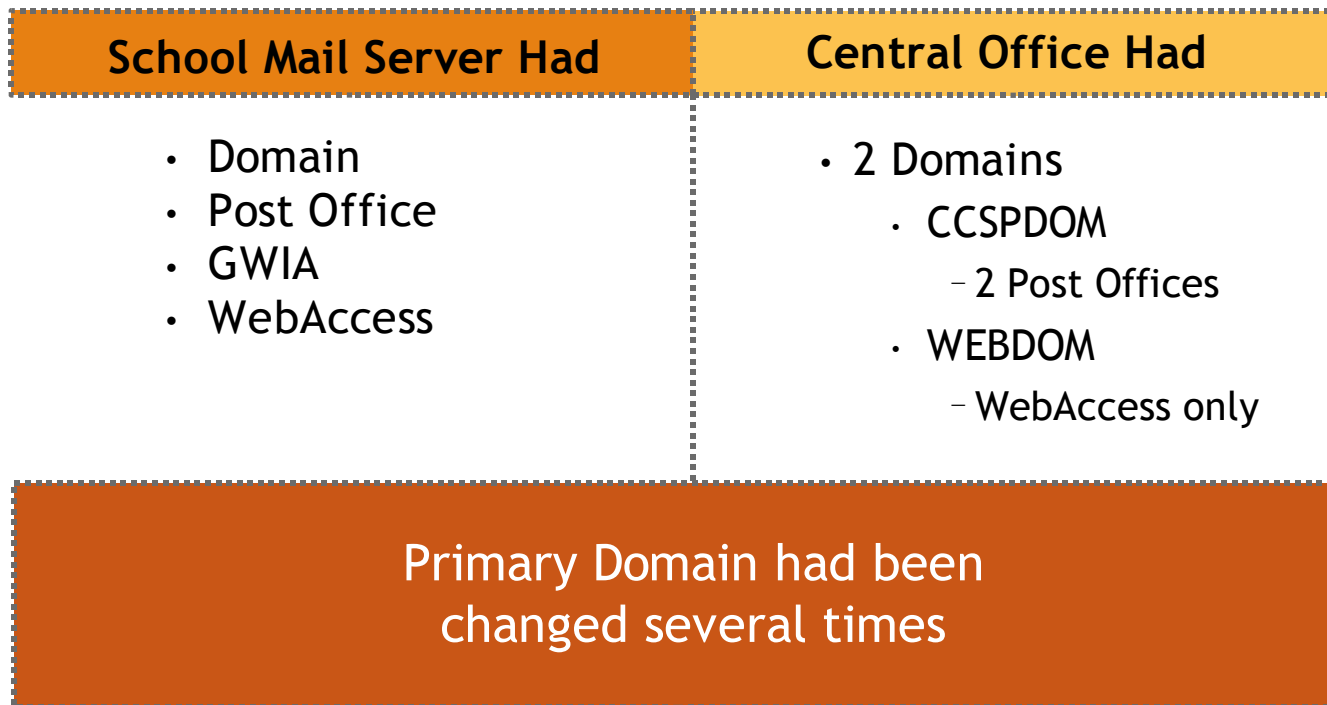 School Mail Server Had
• Domain
• Post Office
• GWIA
• WebAccess
Central Office Had
• 2 Domains
• CCSPDOM
– 2 Post Offices
• WEBDOM
– WebAccess only
Primary Domain had been
changed several times